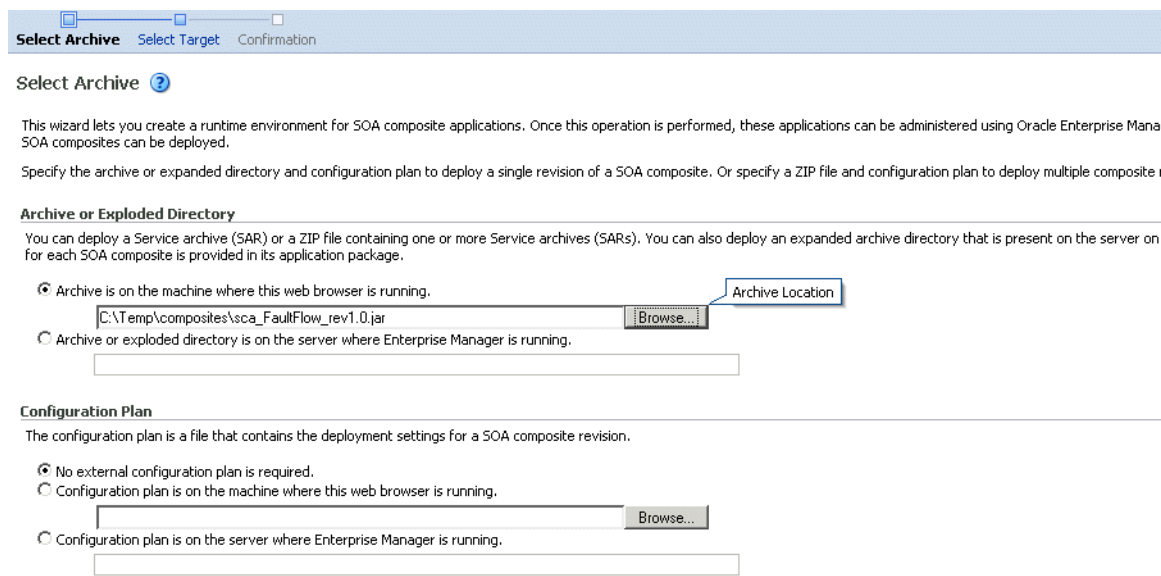 Select Archive Select Target Confirmation
Select Archive ?
This wizard lets you create a runtime environment for SOA composite applications. Once this operation is performed, these applications can be administered using Oracle Enterprise Mana
SOA composites can be deployed.
Specify the archive or expanded directory and configuration plan to deploy a single revision of a SOA composite. Or specify a ZIP file and configuration plan to deploy multiple composite
Archive or Exploded Directory
You can deploy a Service archive (SAR) or a ZIP file containing one or more Service archives (SARs). You can also deploy an expanded archive directory that is present on the server on
for each SOA composite is provided in its application package.
Archive is on the machine where this web browser is running.
Archive Location
C:\Temp\composites\sca_FaultFlow_rev1.0.jar Browse...
Archive or exploded directory is on the server where Enterprise Manager is running.
Configuration Plan
The configuration plan is a file that contains the deployment settings for a SOA composite revision.
No external configuration plan is required.
Configuration plan is on the machine where this web browser is running.
Browse...
Configuration plan is on the server where Enterprise Manager is running.